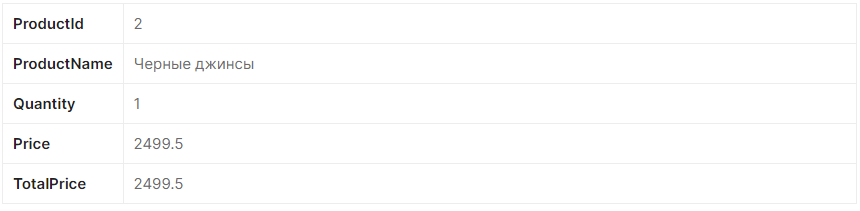 ProductId 2
ProductName Черные джинсы
Quantity 1
Price 2499.5
TotalPrice 2499.5